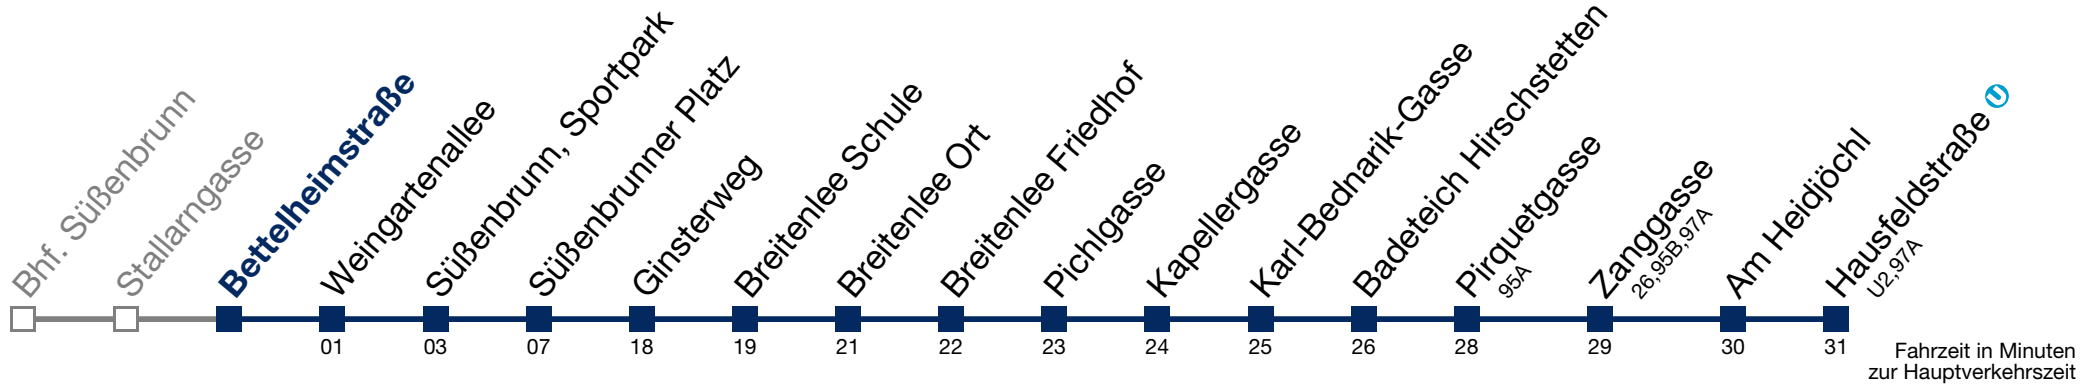 Bhf. Süßenbrunn
Stallarngasse
Bettelheimstraße
Weingartenallee
Süßenbrunn, Sportpark
Süßenbrunner Platz
Ginsterweg
Breitenlee Schule
Breitenlee Ort
Breitenlee Friedhof
Pichlgasse
Kapellergasse
Karl-Bednarik-Gasse
Badeteich Hirschstetten
Pirquetgasse
95A
Zanggasse
26,95B,97A
Am Heidjöchl
Hausfeldstraße U
U2,97A
01 03 07 18 19 21 22 23 24 25 26 28 29 30 31
Fahrzeit in Minuten
zur Hauptverkehrszeit